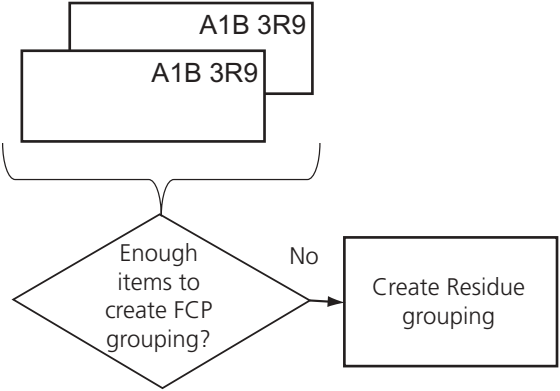 A1B 3R9
A1B 3R9
Enough
items to
create FCP
grouping?
No
Create Residue
grouping